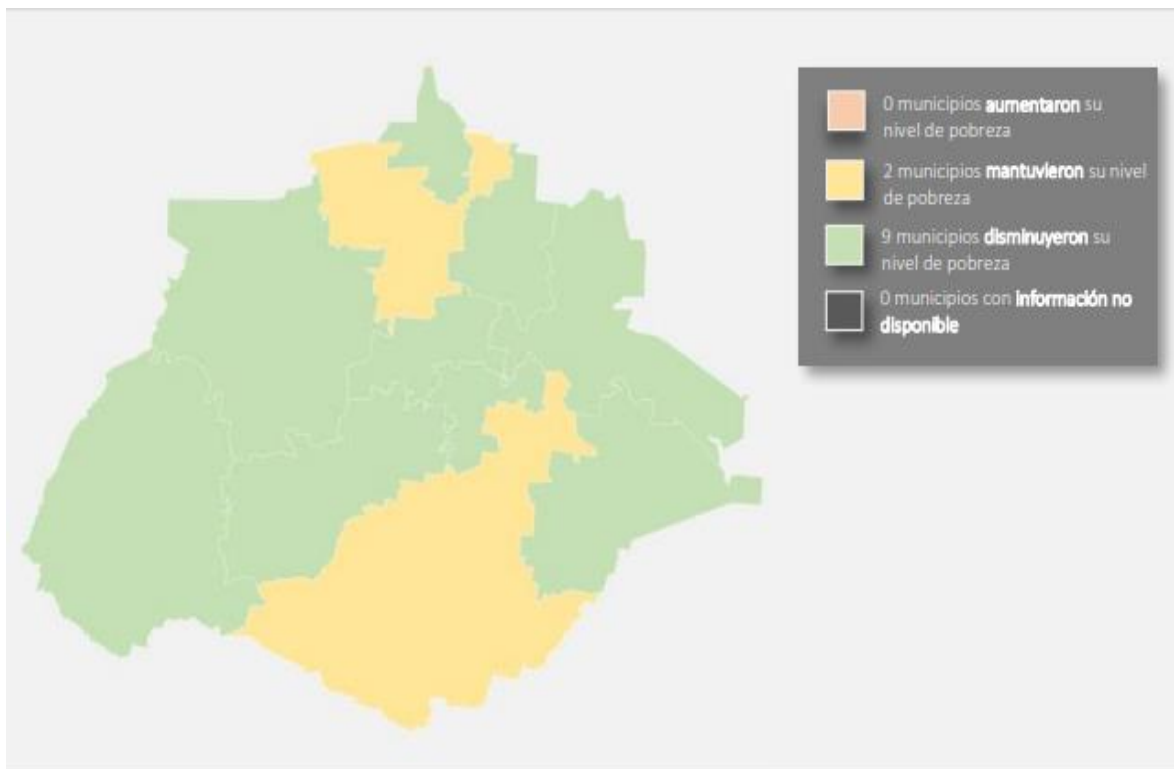 0 municipios aumentaron su
nivel de pobreza
2 municipios mantuvieron su nivel
de pobreza
9 municipios disminuyeron su
nivel de pobreza
0 municipios con información no
disponible